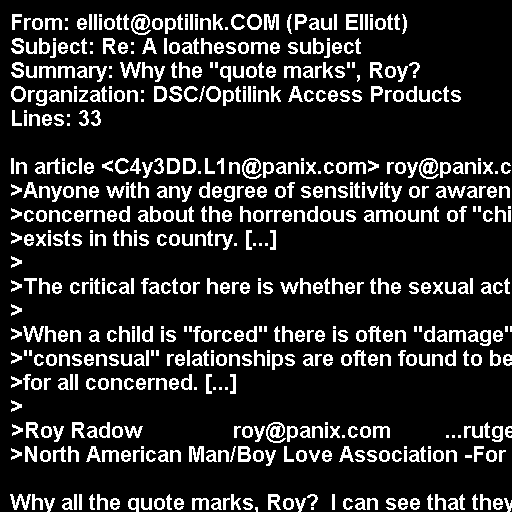 From: elliott@optilink.COM (Paul Elliott)
Subject: Re: A loathesome subject
Summary: Why the "quote marks", Roy?
Organization: DSC/Optilink Access Products
Lines: 33

In article <C4y3DD.L1n@panix.com> roy@panix.c
>Anyone with any degree of sensitivity or awaren
>concerned about the horrendous amount of "chi
>exists in this country. [...]
>
>The critical factor here is whether the sexual act
>
>When a child is "forced" there is often "damage"
>"consensual" relationships are often found to be
>for all concerned. [...]
>
>Roy Radow roy@panix.com ...rutge
>North American Man/Boy Love Association -For

Why all the quote marks, Roy? I can see that they